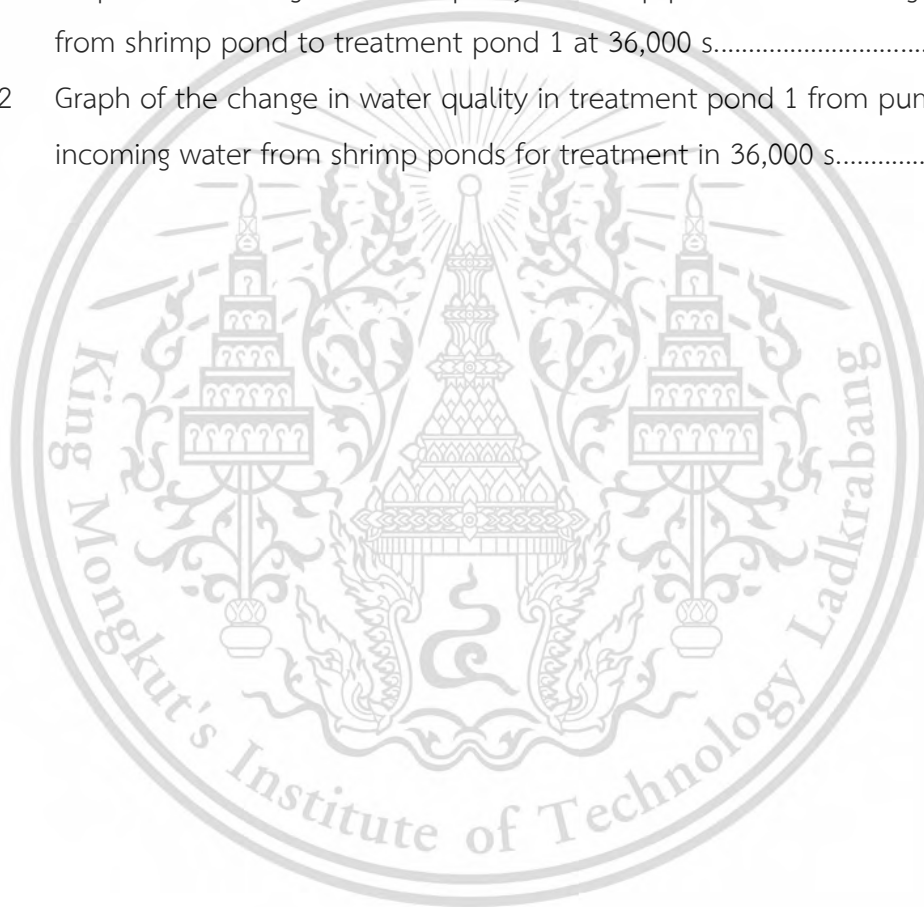 from shrimp pond to treatment pond 1 at 36,000 s..............................
2 Graph of the change in water quality in treatment pond 1 from
incoming water from shrimp ponds for treatment in 36,000 s.............
King Mongkut's Institute of Technology Ladkrabang